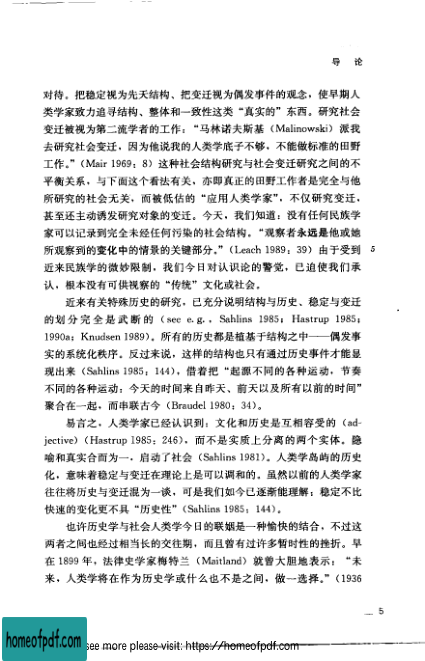 导 论
对待。把稳定视为先天结构、把变迁视为偶发事件的观念，使早期人
类学家致力追寻结构、整体和一致性这类“真实的”东西。研究社会
变迁被视为第二流学者的工作：“马林诺夫斯基（Malinowski）派我
去研究社会变迁，因为他说我的人类学底子不够，不能做标准的田野
工作。”（Mair 1969：8）这种社会结构研究与社会变迁研究之间的不
平衡关系，与下面这个看法有关，亦即真正的田野工作者是完全与他
所研究的社会无关，而被低估的“应用人类学家”，不仅研究变迁，
甚至还主动诱发研究对象的变迁。今天，我们知道：没有任何民族学
家可以记录到完全未经任何污染的社会结构。“观察者永远是他或她
所观察到的变化中的情景的关键部分。”（Leach 1989：39）由于受到 5
近来民族学的微妙限制，我们今日对认识论的警觉，已迫使我们承
认，根本没有可供观察的“传统”文化或社会。
近来有关特殊历史的研究，已充分说明结构与历史、稳定与变迁
的划分完全是武断的（see e.g.，Sahlins 1985；Hastrup 1985；
1990a；Knudsen 1989）。所有的历史都是植基于结构之中——偶发事
实的系统化秩序。反过来说，这样的结构也只有通过历史事件才能显
现出来（Sahlins 1985；144），借着把“起源不同的各种运动，节奏
不同的各种运动：今天的时间来自昨天、前天以及所有以前的时间”
聚合在一起，而串联古今（Braudel 1980：34）。
易言之，人类学家已经认识到：文化和历史是互相容受的（ad-
jective)（Hastrup 1985：246），而不是实质上分离的两个实体。隐
喻和真实合而为一，启动了社会（Sahlins 1981）。人类学岛屿的历史
化，意味着稳定与变迁在理论上是可以调和的。虽然以前的人类学家
往往将历史与变迁混为一谈，可是我们如今已逐渐能理解：稳定不比
快速的变化更不具“历史性”（Sahlins 1985：144）。
也许历史学与社会人类学今日的联姻是一种愉快的结合，不过这
两者之间也经过相当长的交往期，而且曾有过许多暂时性的挫折。早
在 1899 年，法律史学家梅特兰（Maitland）就曾大胆地表示：“未
来，人类学将在作为历史学或什么也不是之间，做一选择。”（1936
5
homeofpdf.com
see more please visit: https://homeofpdf.com